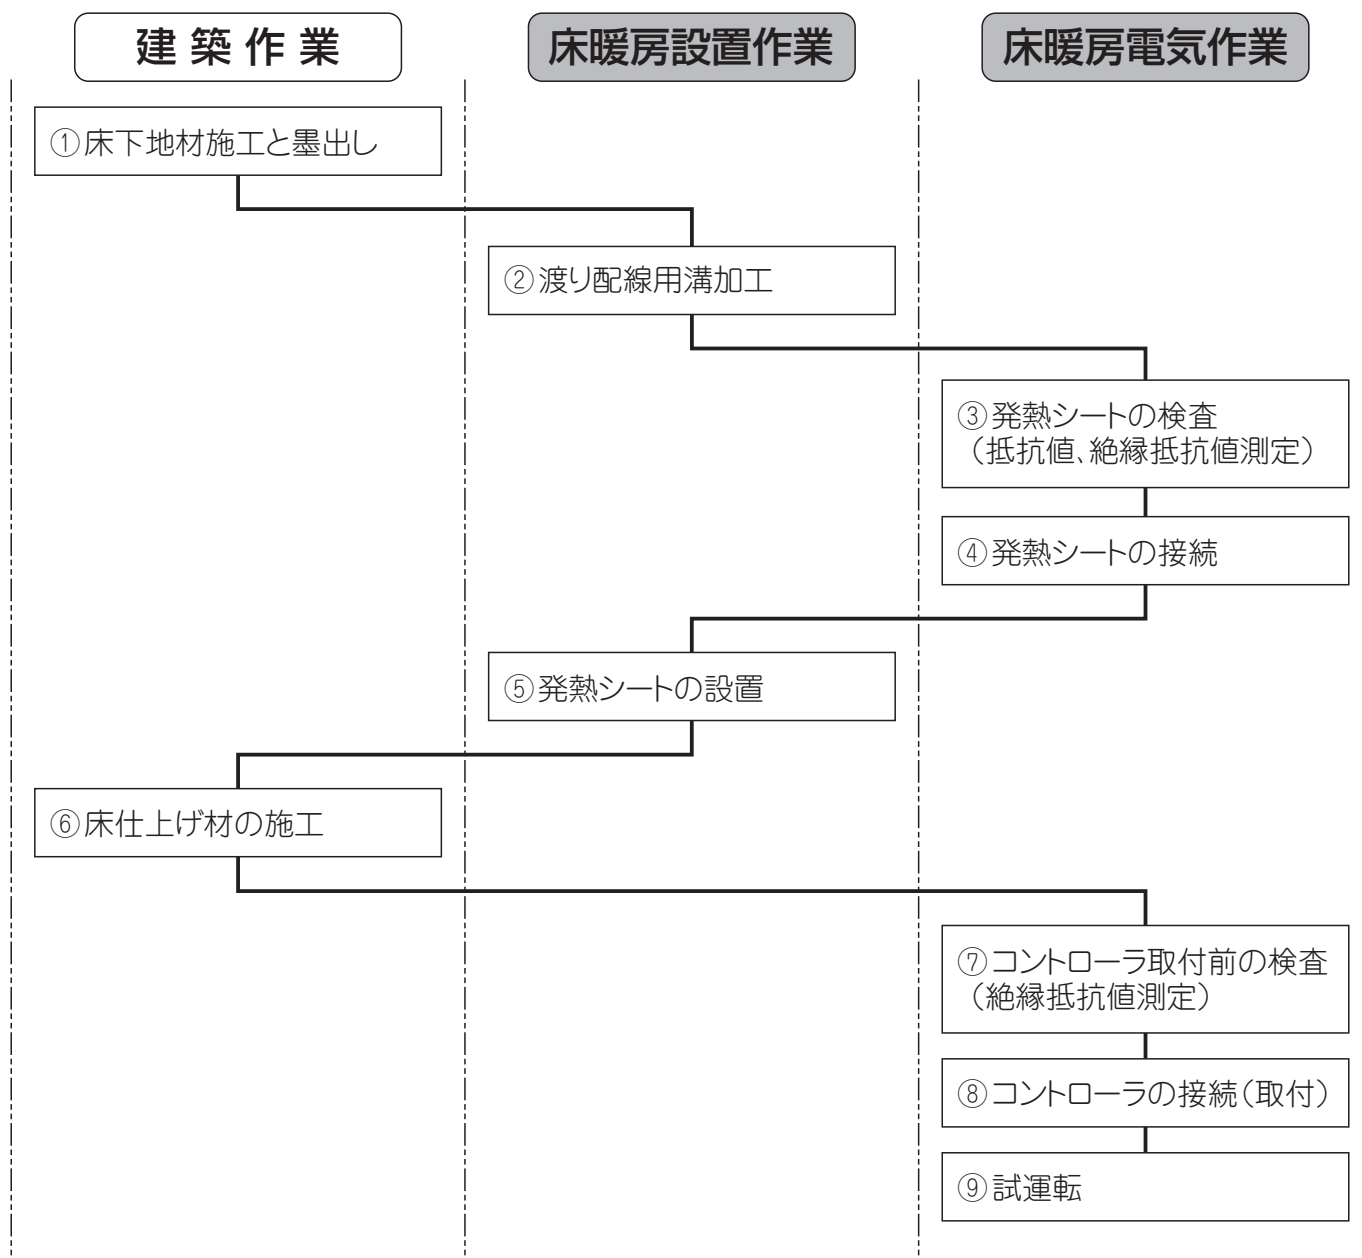 建築作業
床暖房設置作業
床暖房電気作業
①床下地材施工と墨出し
②渡り配線用溝加工
③発熱シートの検査
（抵抗値、絶縁抵抗値測定）
④発熱シートの接続
⑤発熱シートの設置
⑥床仕上げ材の施工
⑦コントローラ取付前の検査
（絶縁抵抗値測定）
⑧コントローラの接続（取付）
⑨試運転